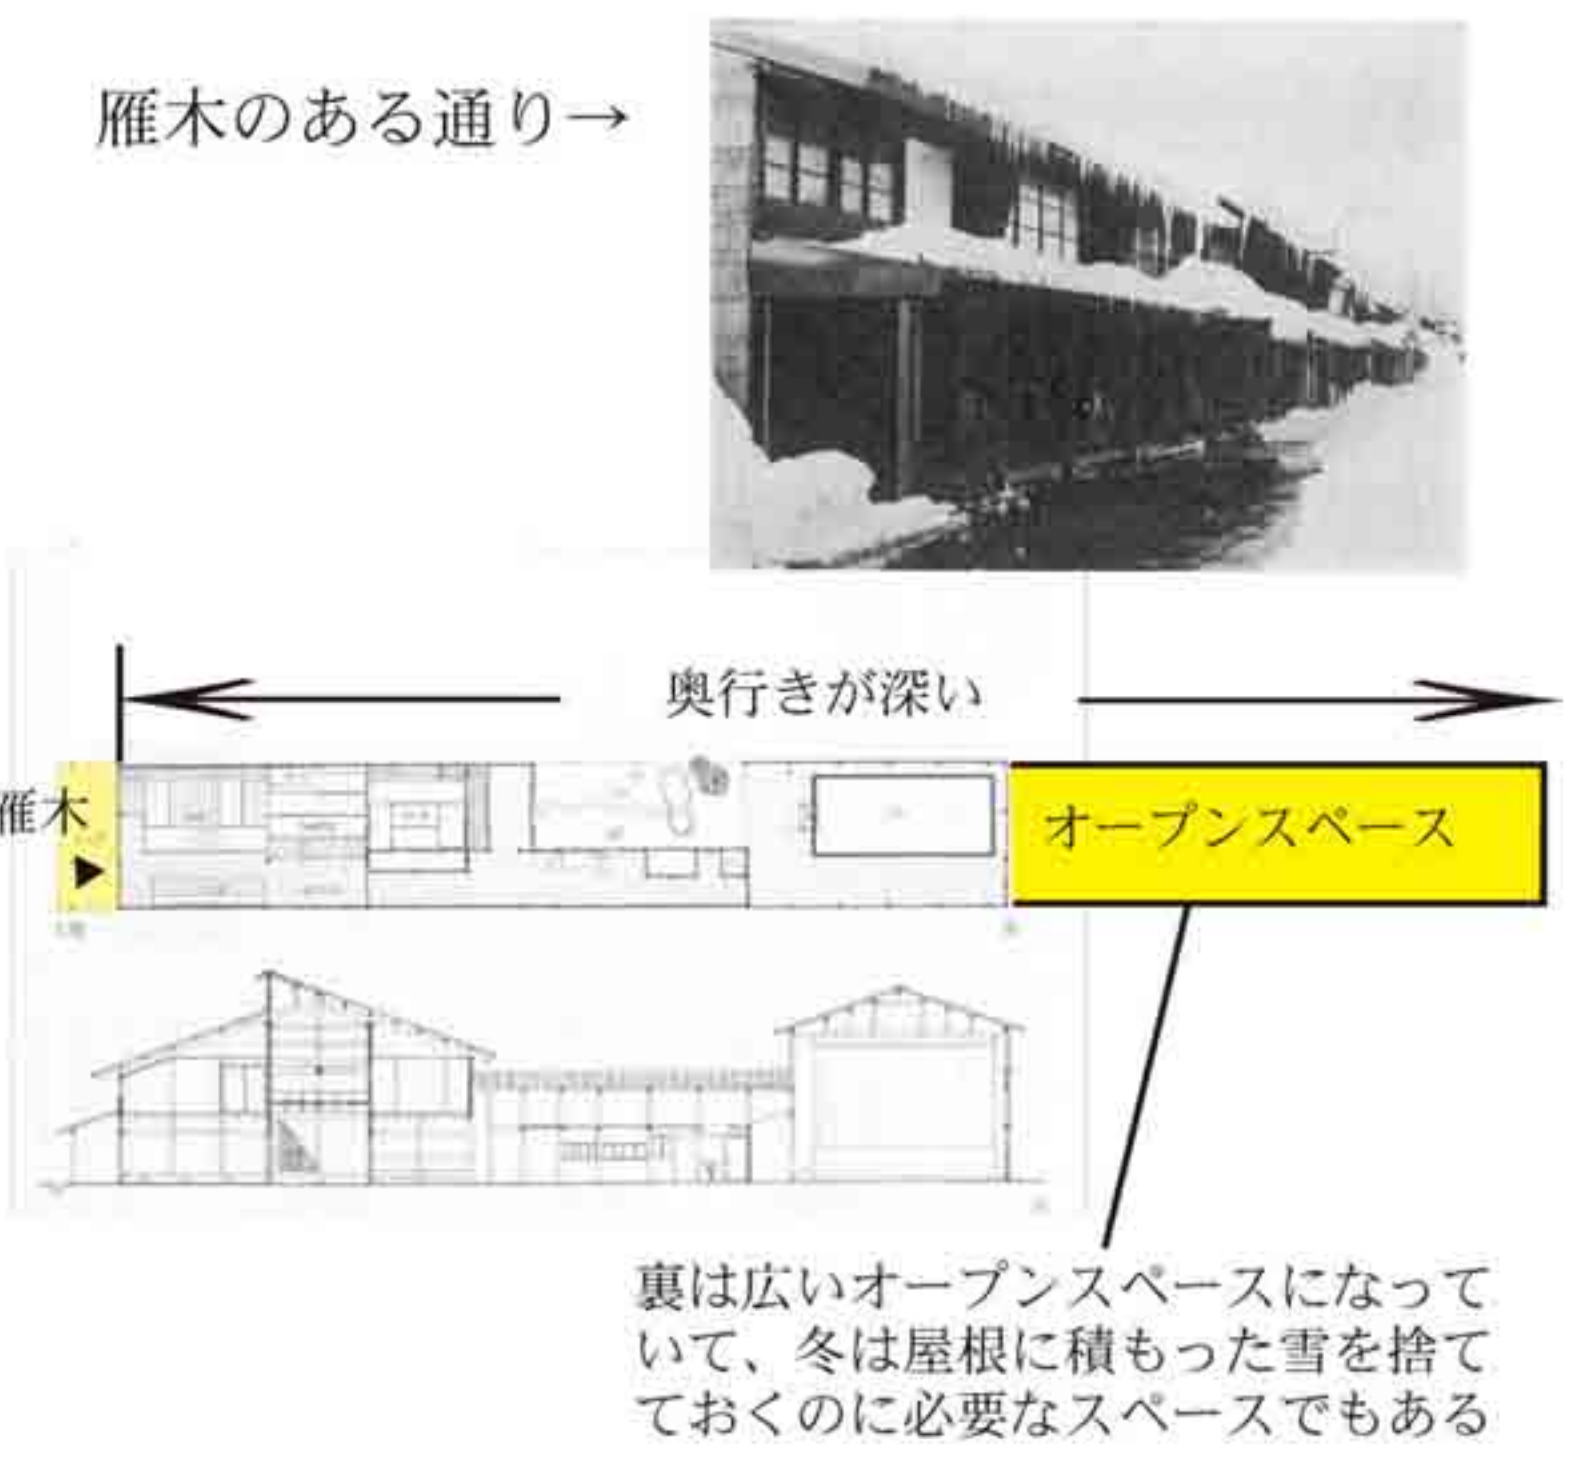 雁木のある通り→
奥行きが深い
雁木
オープンスペース
裏は広いオープンスペースになって
いて、冬は屋根に積もった雪を捨て
ておくのに必要なスペースでもある